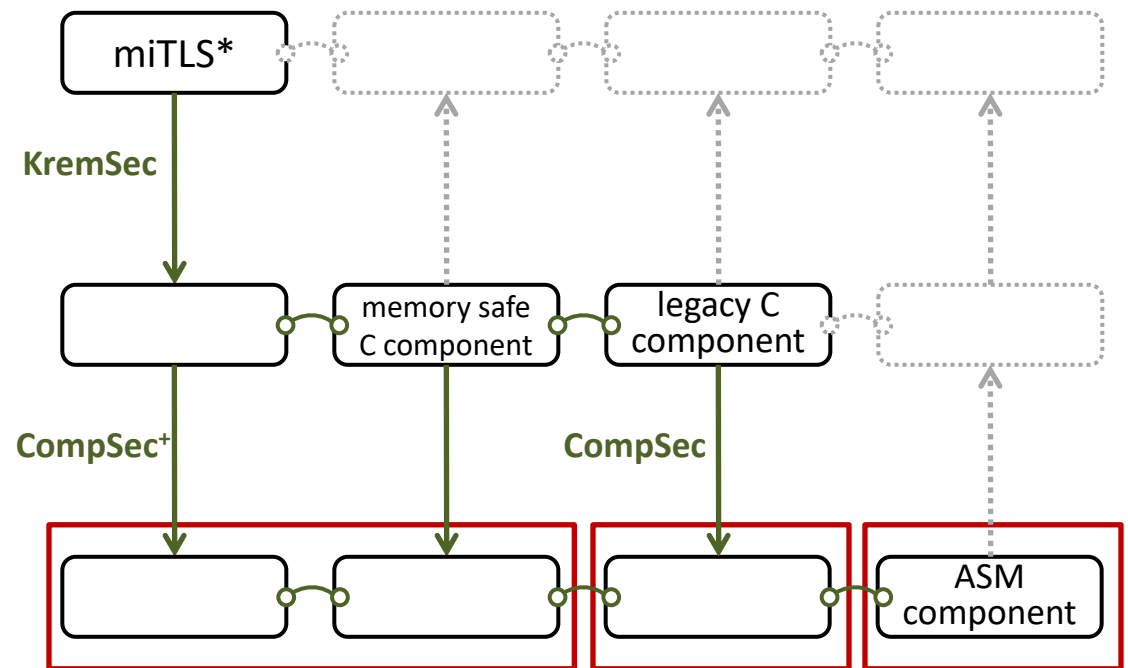 miTLS*
KremSec
memory safe
C component
legacy C
component
CompSec⁺
CompSec
ASM
component